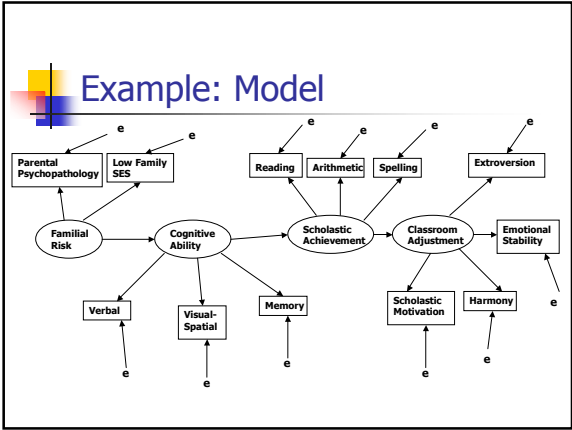 Example: Model
e
e
e
e
e
e
Parental
Psychopathology
Low Family
SES
Reading
Arithmetic
Spelling
Extroversion
Familial
Risk
Cognitive
Ability
Scholastic
Achievement
Classroom
Adjustment
Emotional
Stability
Verbal
Visual-
Spatial
Memory
Scholastic
Motivation
Harmony
e
e
e
e
e
e